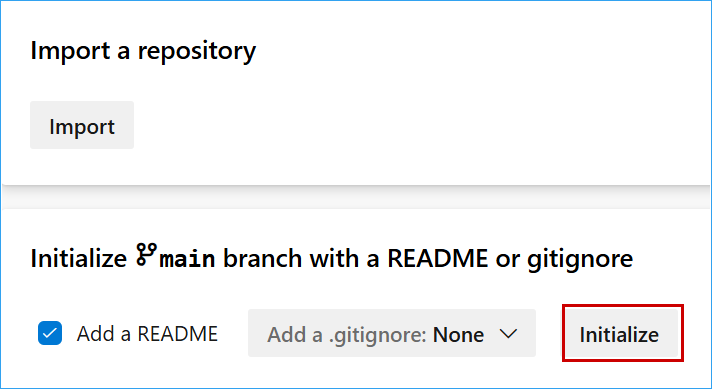 Import a repository
Import
Initialize main branch with a README or gitignore
Add a README
Add a .gitignore: None
Initialize